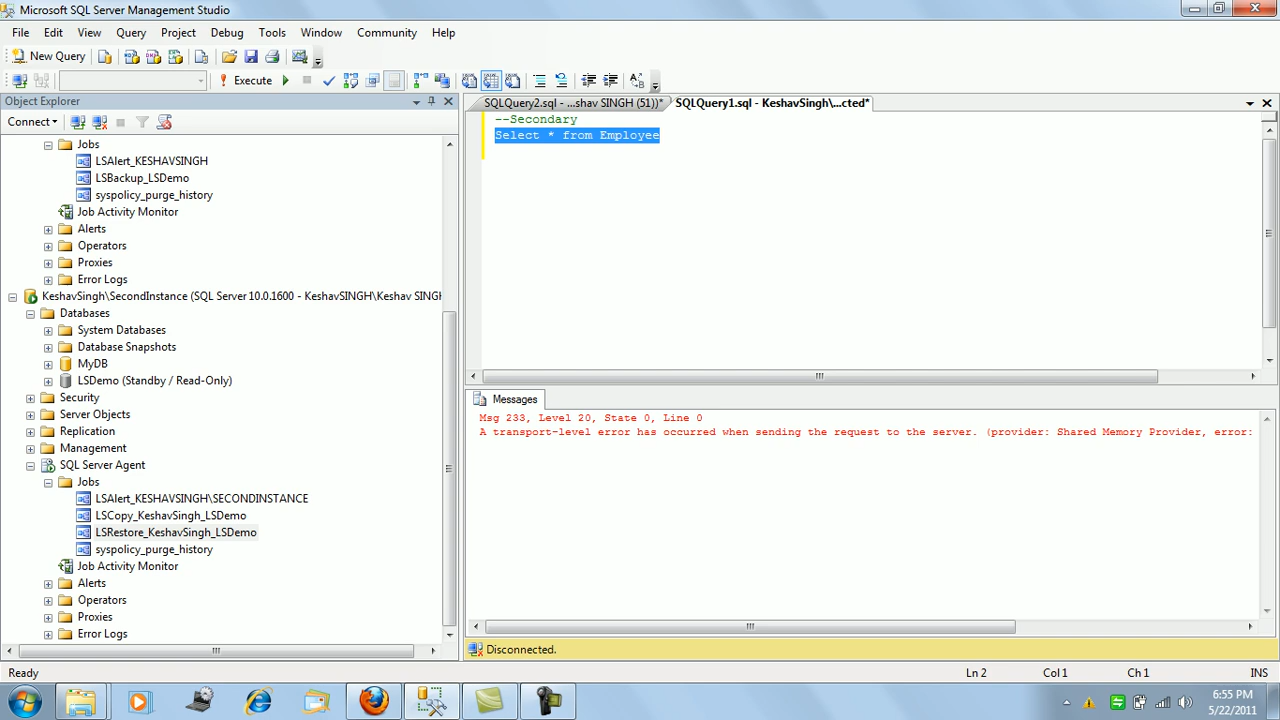 Microsoft SQL Server Management Studio
File Edit View Query Project Debug Tools Window Community Help
New Query
Execute
Object Explorer
SQLQuery2.sql - ...shav SINGH (51))* SQLQuery1.sql - KeshavSingh\...cted*
Connect
--Secondary
Select * from Employee
Jobs
LSAlert_KESHAVSINGH
LSBackup_LSDemo
syspolicy_purge_history
Job Activity Monitor
Alerts
Operators
Proxies
Error Logs
KeshavSingh\SecondInstance (SQL Server 10.0.1600 - KeshavSINGH\Keshav SINGH
Databases
System Databases
Database Snapshots
MyDB
LSDemo (Standby / Read-Only)
Security
Server Objects
Replication
Management
SQL Server Agent
Jobs
LSAlert_KESHAVSINGH\SECONDINSTANCE
LSCopy_KeshavSingh_LSDemo
LSRestore_KeshavSingh_LSDemo
syspolicy_purge_history
Job Activity Monitor
Alerts
Operators
Proxies
Error Logs
Messages
Msg 233, Level 20, State 0, Line 0
A transport-level error has occurred when sending the request to the server. (provider: Shared Memory Provider, error:
Disconnected.
Ready Ln 2 Col 1 Ch 1 INS
6:55 PM
5/22/2011